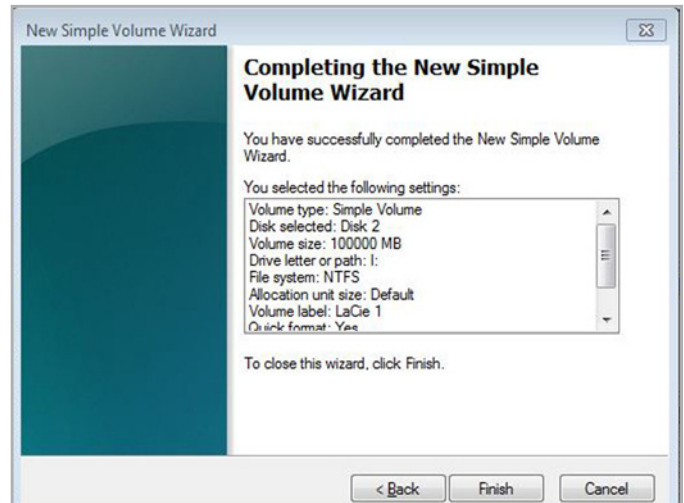 New Simple Volume Wizard
Completing the New Simple
Volume Wizard
You have successfully completed the New Simple Volume
Wizard.
You selected the following settings:
Volume type: Simple Volume
Disk selected: Disk 2
Volume size: 100000 MB
Drive letter or path: I:
File system: NTFS
Allocation unit size: Default
Volume label: LaCie 1
Quick format: Yes
To close this wizard, click Finish.
< Back
Finish
Cancel